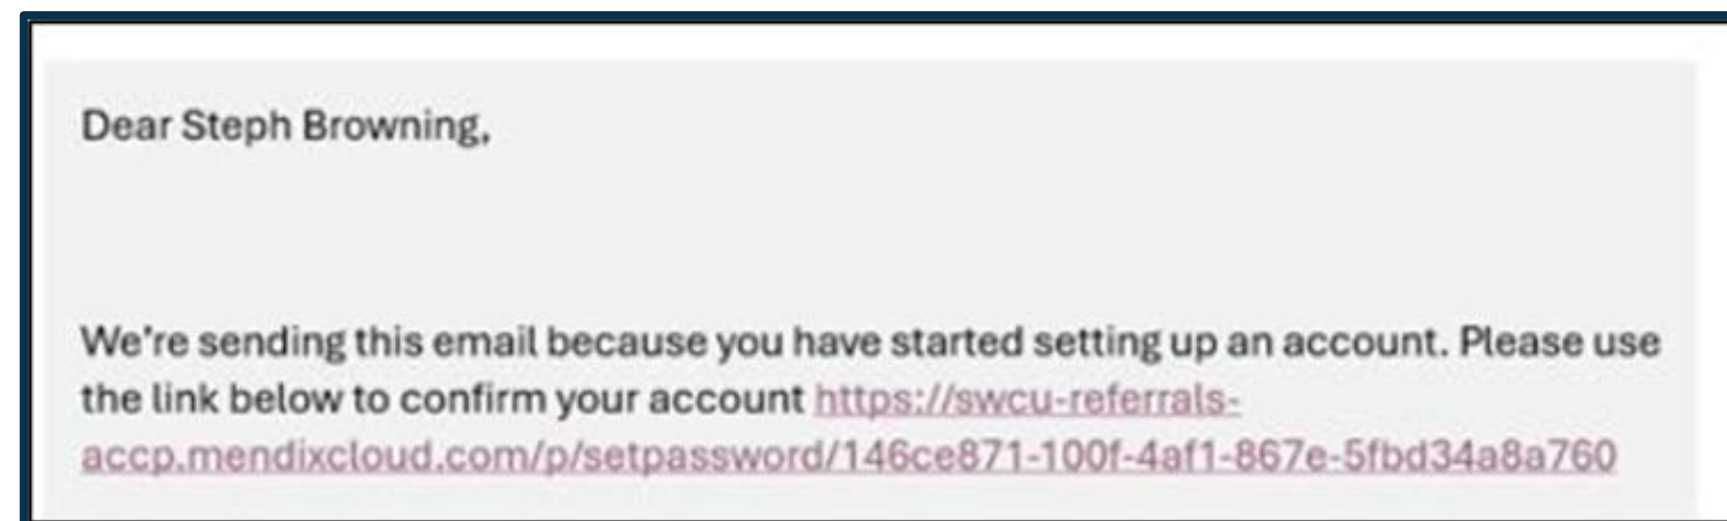 Dear Steph Browning,
We're sending this email because you have started setting up an account. Please use
the link below to confirm your account https://swcu-referrals-
accp.mendixcloud.com/p/setpassword/146ce871-100f-4af1-867e-5fbd34a8a760